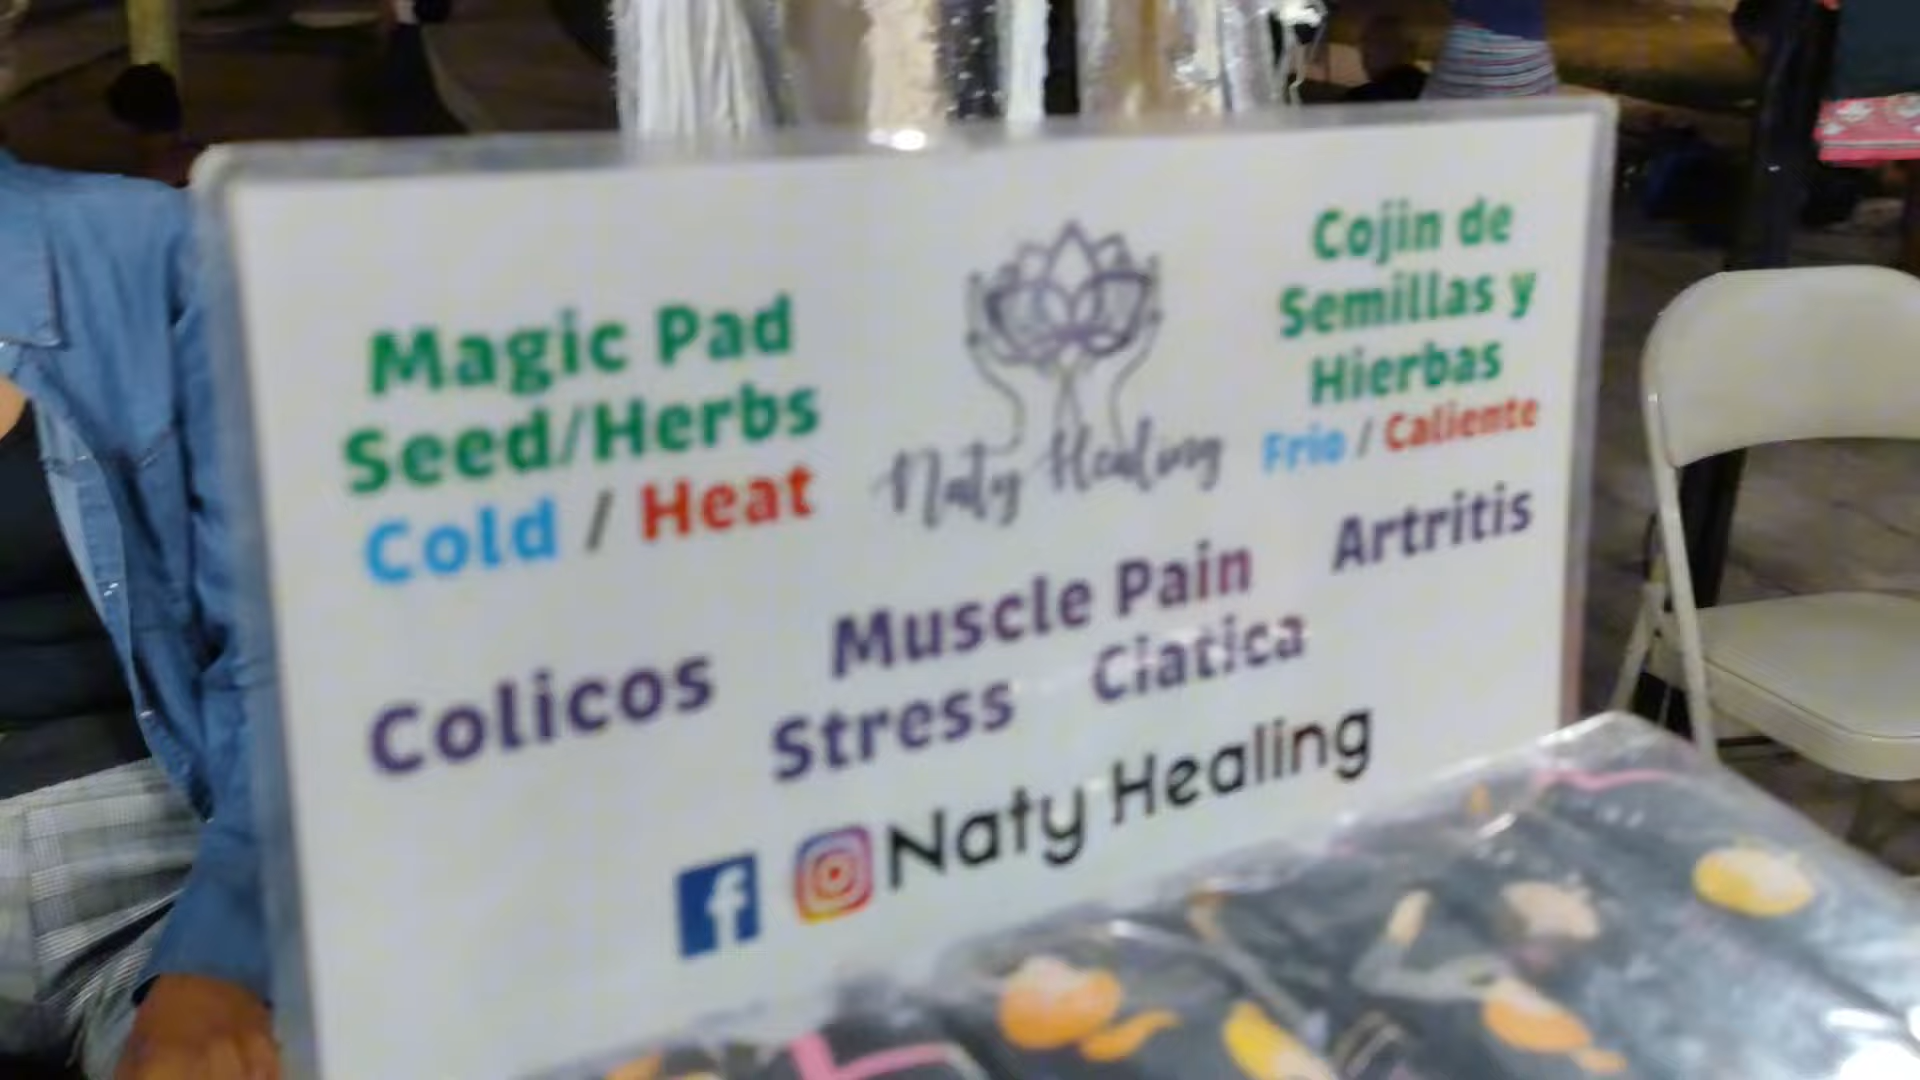 Magic Pad
Seed/Herbs
Cold / Heat
Naty Healing
Cojin de
Semillas y
Hierbas
Frio / Caliente
Colicos
Muscle Pain
Artritis
Stress
Ciatica
Naty Healing